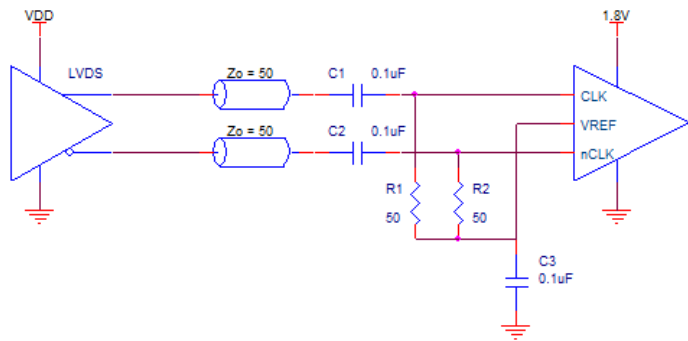 VDD
1.8V
LVDS
Zo = 50
C1
0.1uF
CLK
Zo = 50
C2
0.1uF
VREF
nCLK
R1
R2
50
50
C3
0.1uF